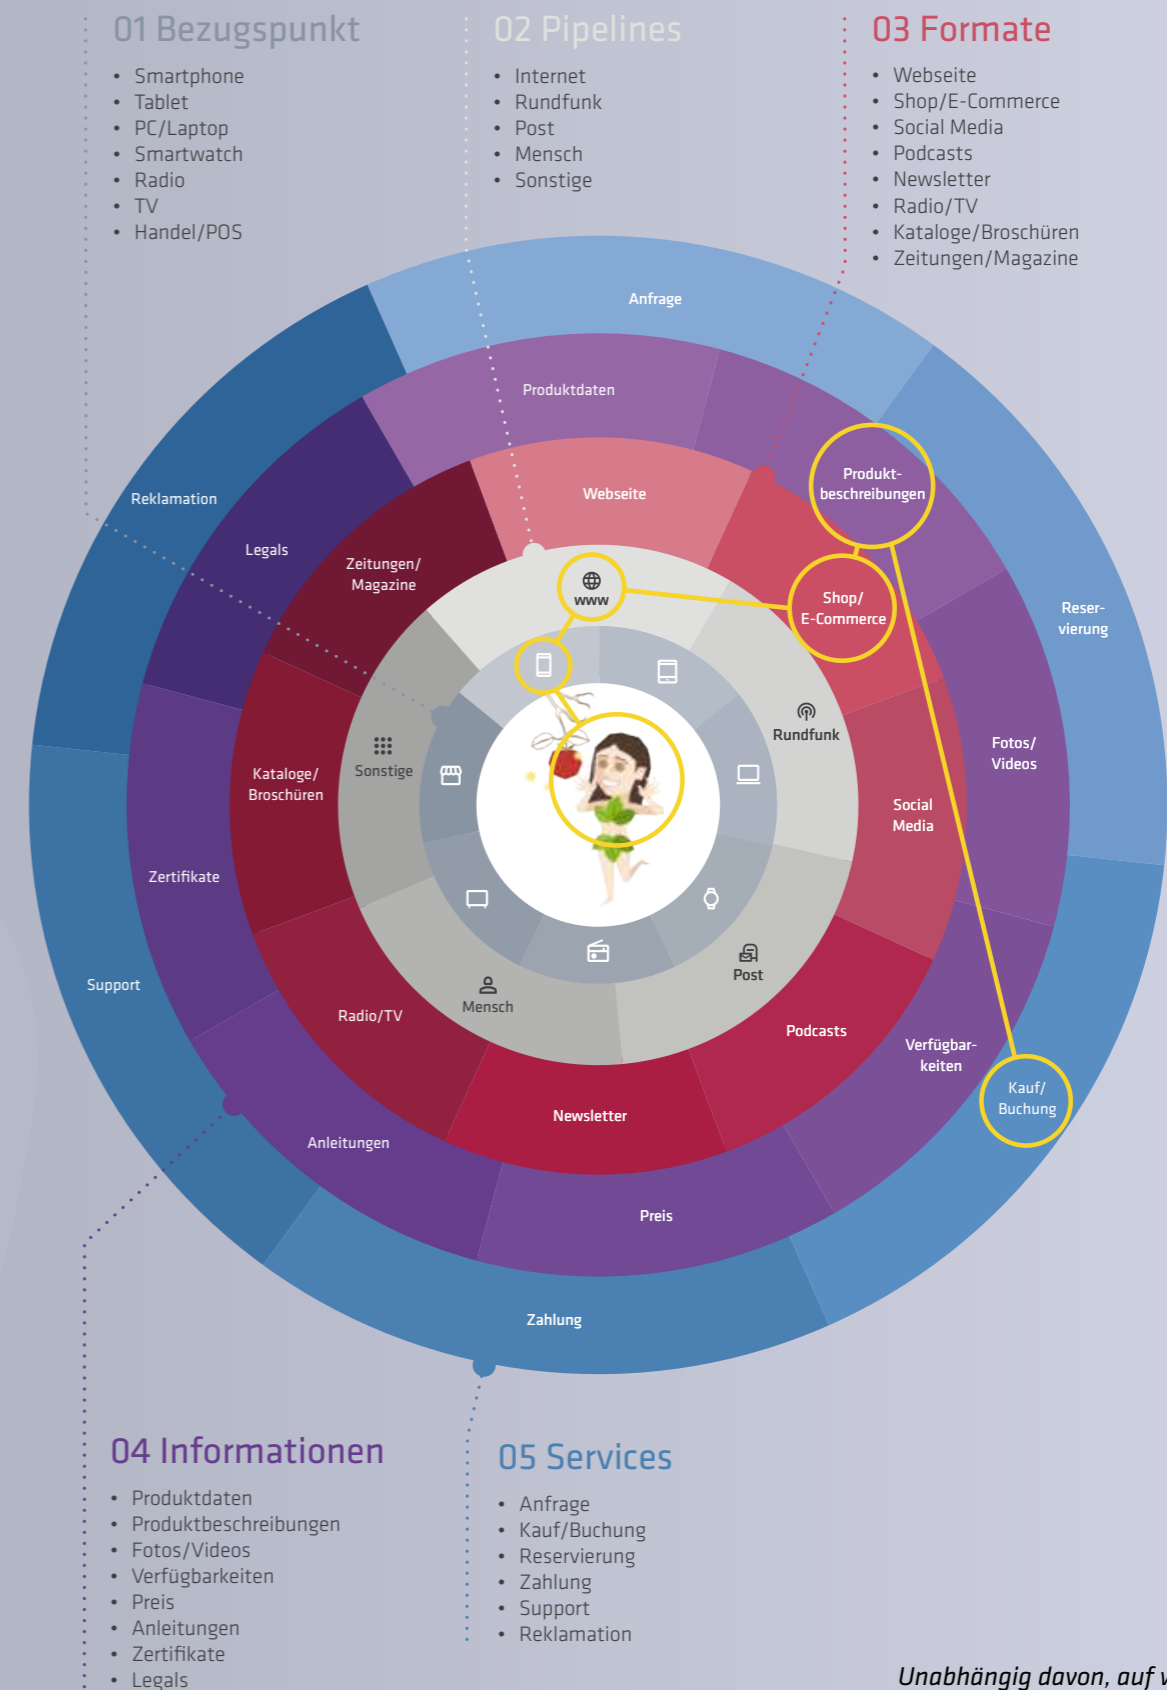 01 Bezugspunkt
• Smartphone
• Tablet
• PC/Laptop
• Smartwatch
• Radio
• TV
• Handel/POS
02 Pipelines
• Internet
• Rundfunk
• Post
• Mensch
• Sonstige
03 Formate
• Webseite
• Shop/E-Commerce
• Social Media
• Podcasts
• Newsletter
• Radio/TV
• Kataloge/Broschüren
• Zeitungen/Magazine
Anfrage
Reser-
vierung
Kauf/
Buchung
Zahlung
Support
Reklamation
Produktdaten
Produkt-
beschreibungen
Fotos/
Videos
Verfügbar-
keiten
Preis
Anleitungen
Zertifikate
Legals
Webseite
Shop/
E-Commerce
Social
Media
Podcasts
Newsletter
Radio/TV
Kataloge/
Broschüren
Zeitungen/
Magazine
www
Rundfunk
Post
Mensch
Sonstige
04 Informationen
• Produktdaten
• Produktbeschreibungen
• Fotos/Videos
• Verfügbarkeiten
• Preis
• Anleitungen
• Zertifikate
• Legals
05 Services
• Anfrage
• Kauf/Buchung
• Reservierung
• Zahlung
• Support
• Reklamation
Unabhängig davon, auf